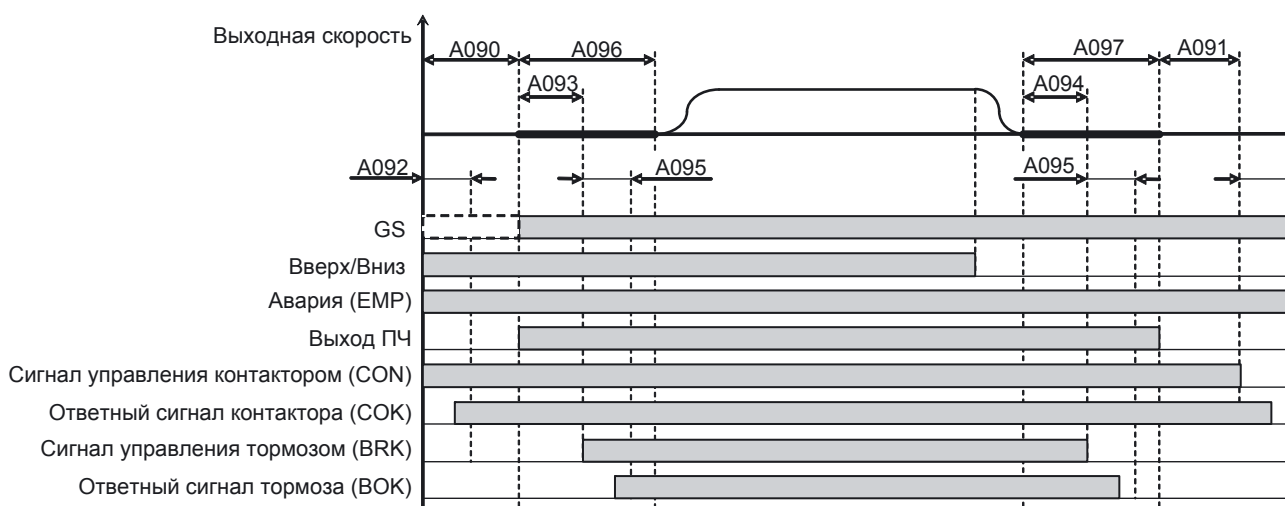 Выходная скорость
A090
A096
A097
A091
A093
A094
A092
A095
A095
GS
Вверх/Вниз
Авария (EMP)
Выход ПЧ
Сигнал управления контактором (CON)
Ответный сигнал контактора (COK)
Сигнал управления тормозом (BRK)
Ответный сигнал тормоза (BOK)